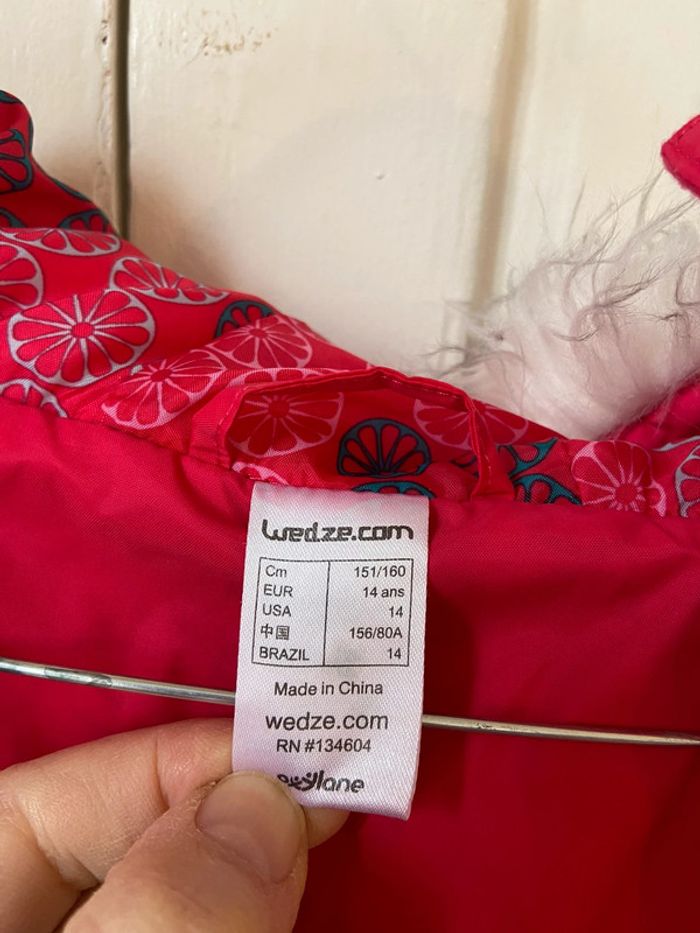 wedze.com
Cm 151/160
EUR 14 ans
USA 14
中国 156/80A
BRAZIL 14
Made in China
wedze.com
RN #134604
oxylane